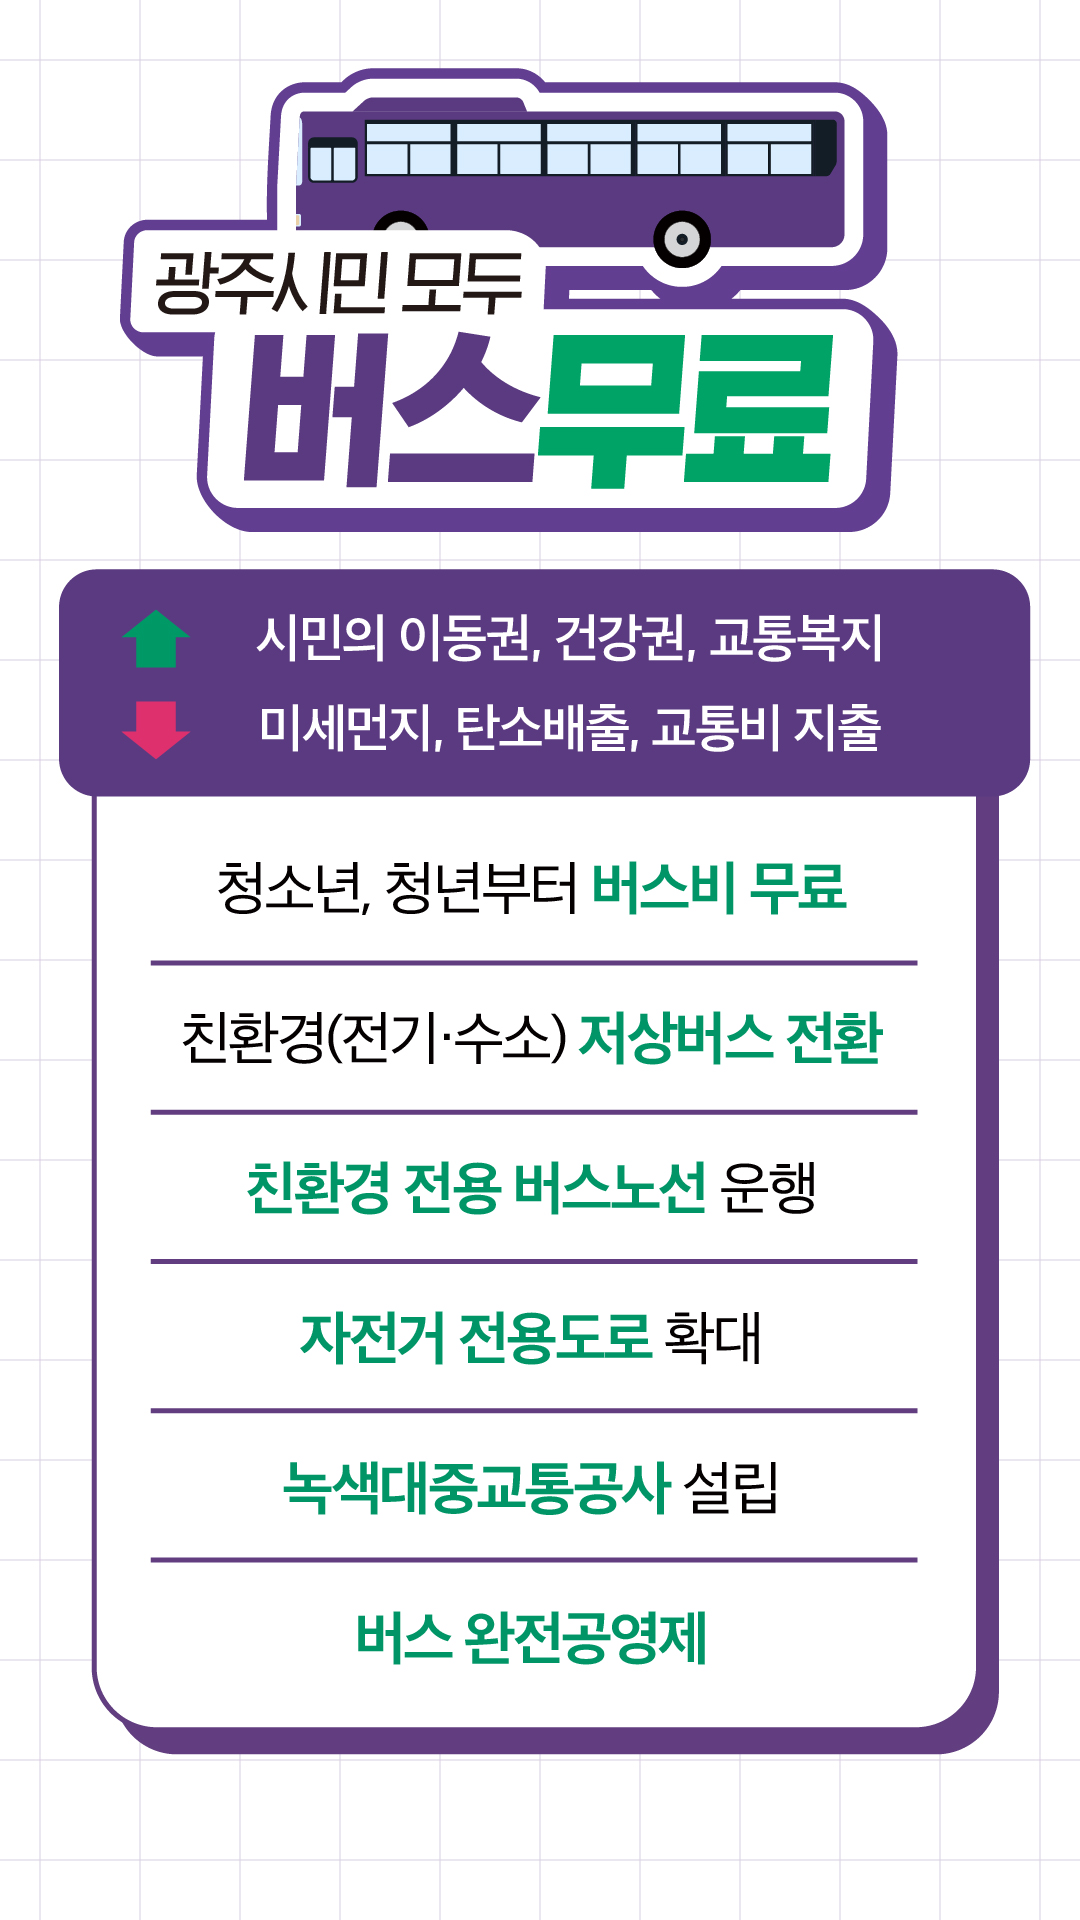 광주시민 모두
버스무료
시민의 이동권, 건강권, 교통복지
미세먼지, 탄소배출, 교통비 지출
청소년, 청년부터 버스비 무료
친환경(전기·수소) 저상버스 전환
친환경 전용 버스노선 운행
자전거 전용도로 확대
녹색대중교통공사 설립
버스 완전공영제